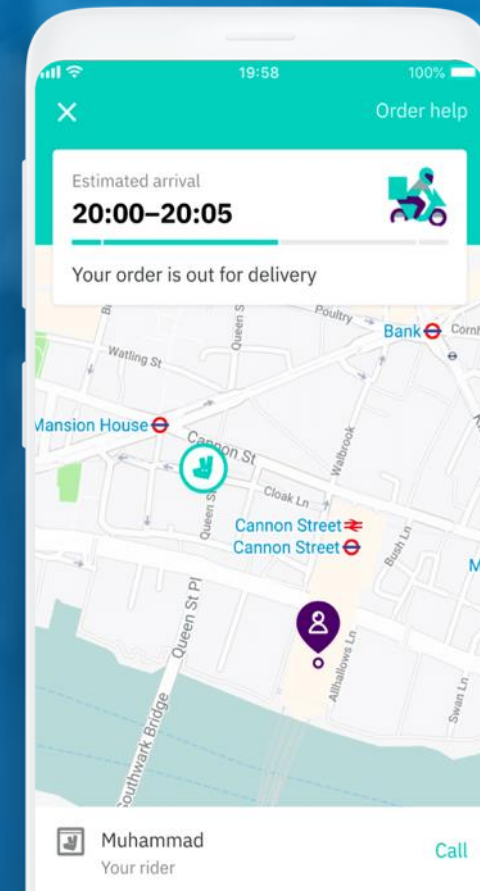 19:58
100%
Order help
Estimated arrival
20:00–20:05
Your order is out for delivery
Poultry
Bank
Cornh
Watling St
Queen S
Mansion House
Cannon St
Walbrook
Cloak Ln
Queen S
Cannon Street
Cannon Street
Bush Ln
M
Queen St Pl
Allhallows Ln
Swan Ln
Southwark Bridge
Muhammad
Your rider
Call